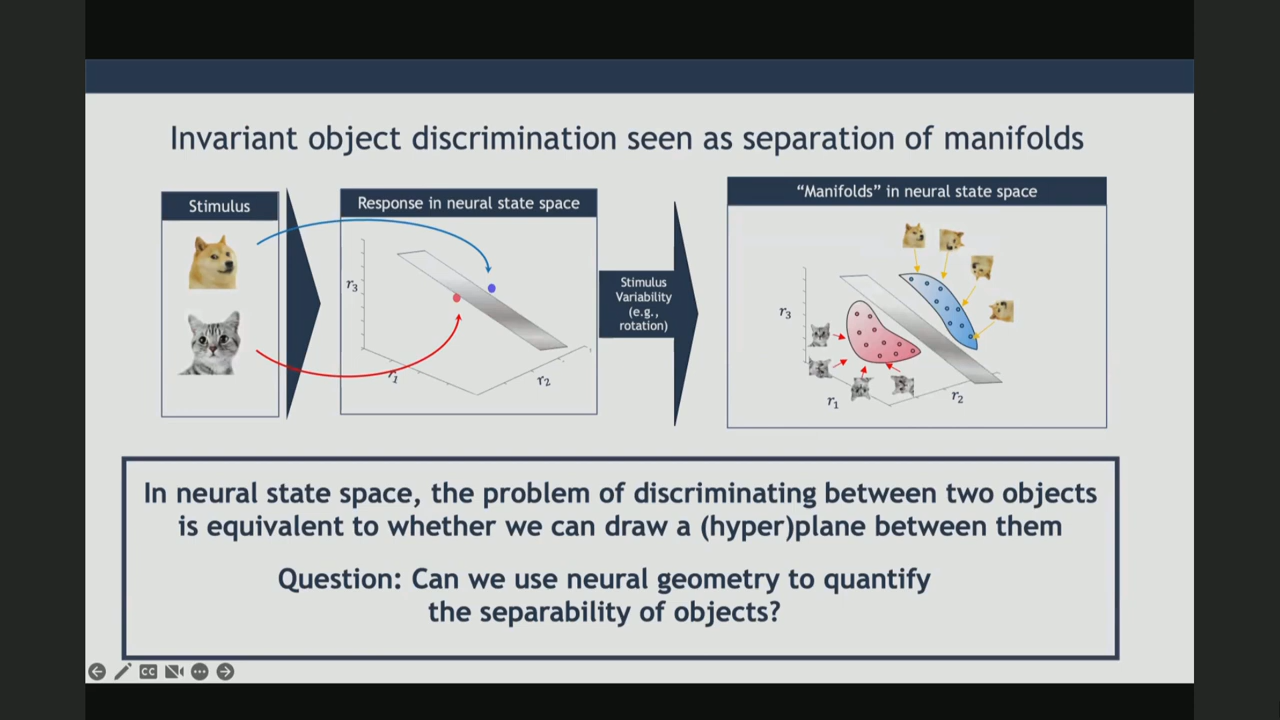 Invariant object discrimination seen as separation of manifolds
Stimulus
Response in neural state space
r3
r1
r2
Stimulus
Variability
(e.g.,
rotation)
“Manifolds” in neural state space
r3
r1
r2
In neural state space, the problem of discriminating between two objects
is equivalent to whether we can draw a (hyper)plane between them
Question: Can we use neural geometry to quantify
the separability of objects?
CC